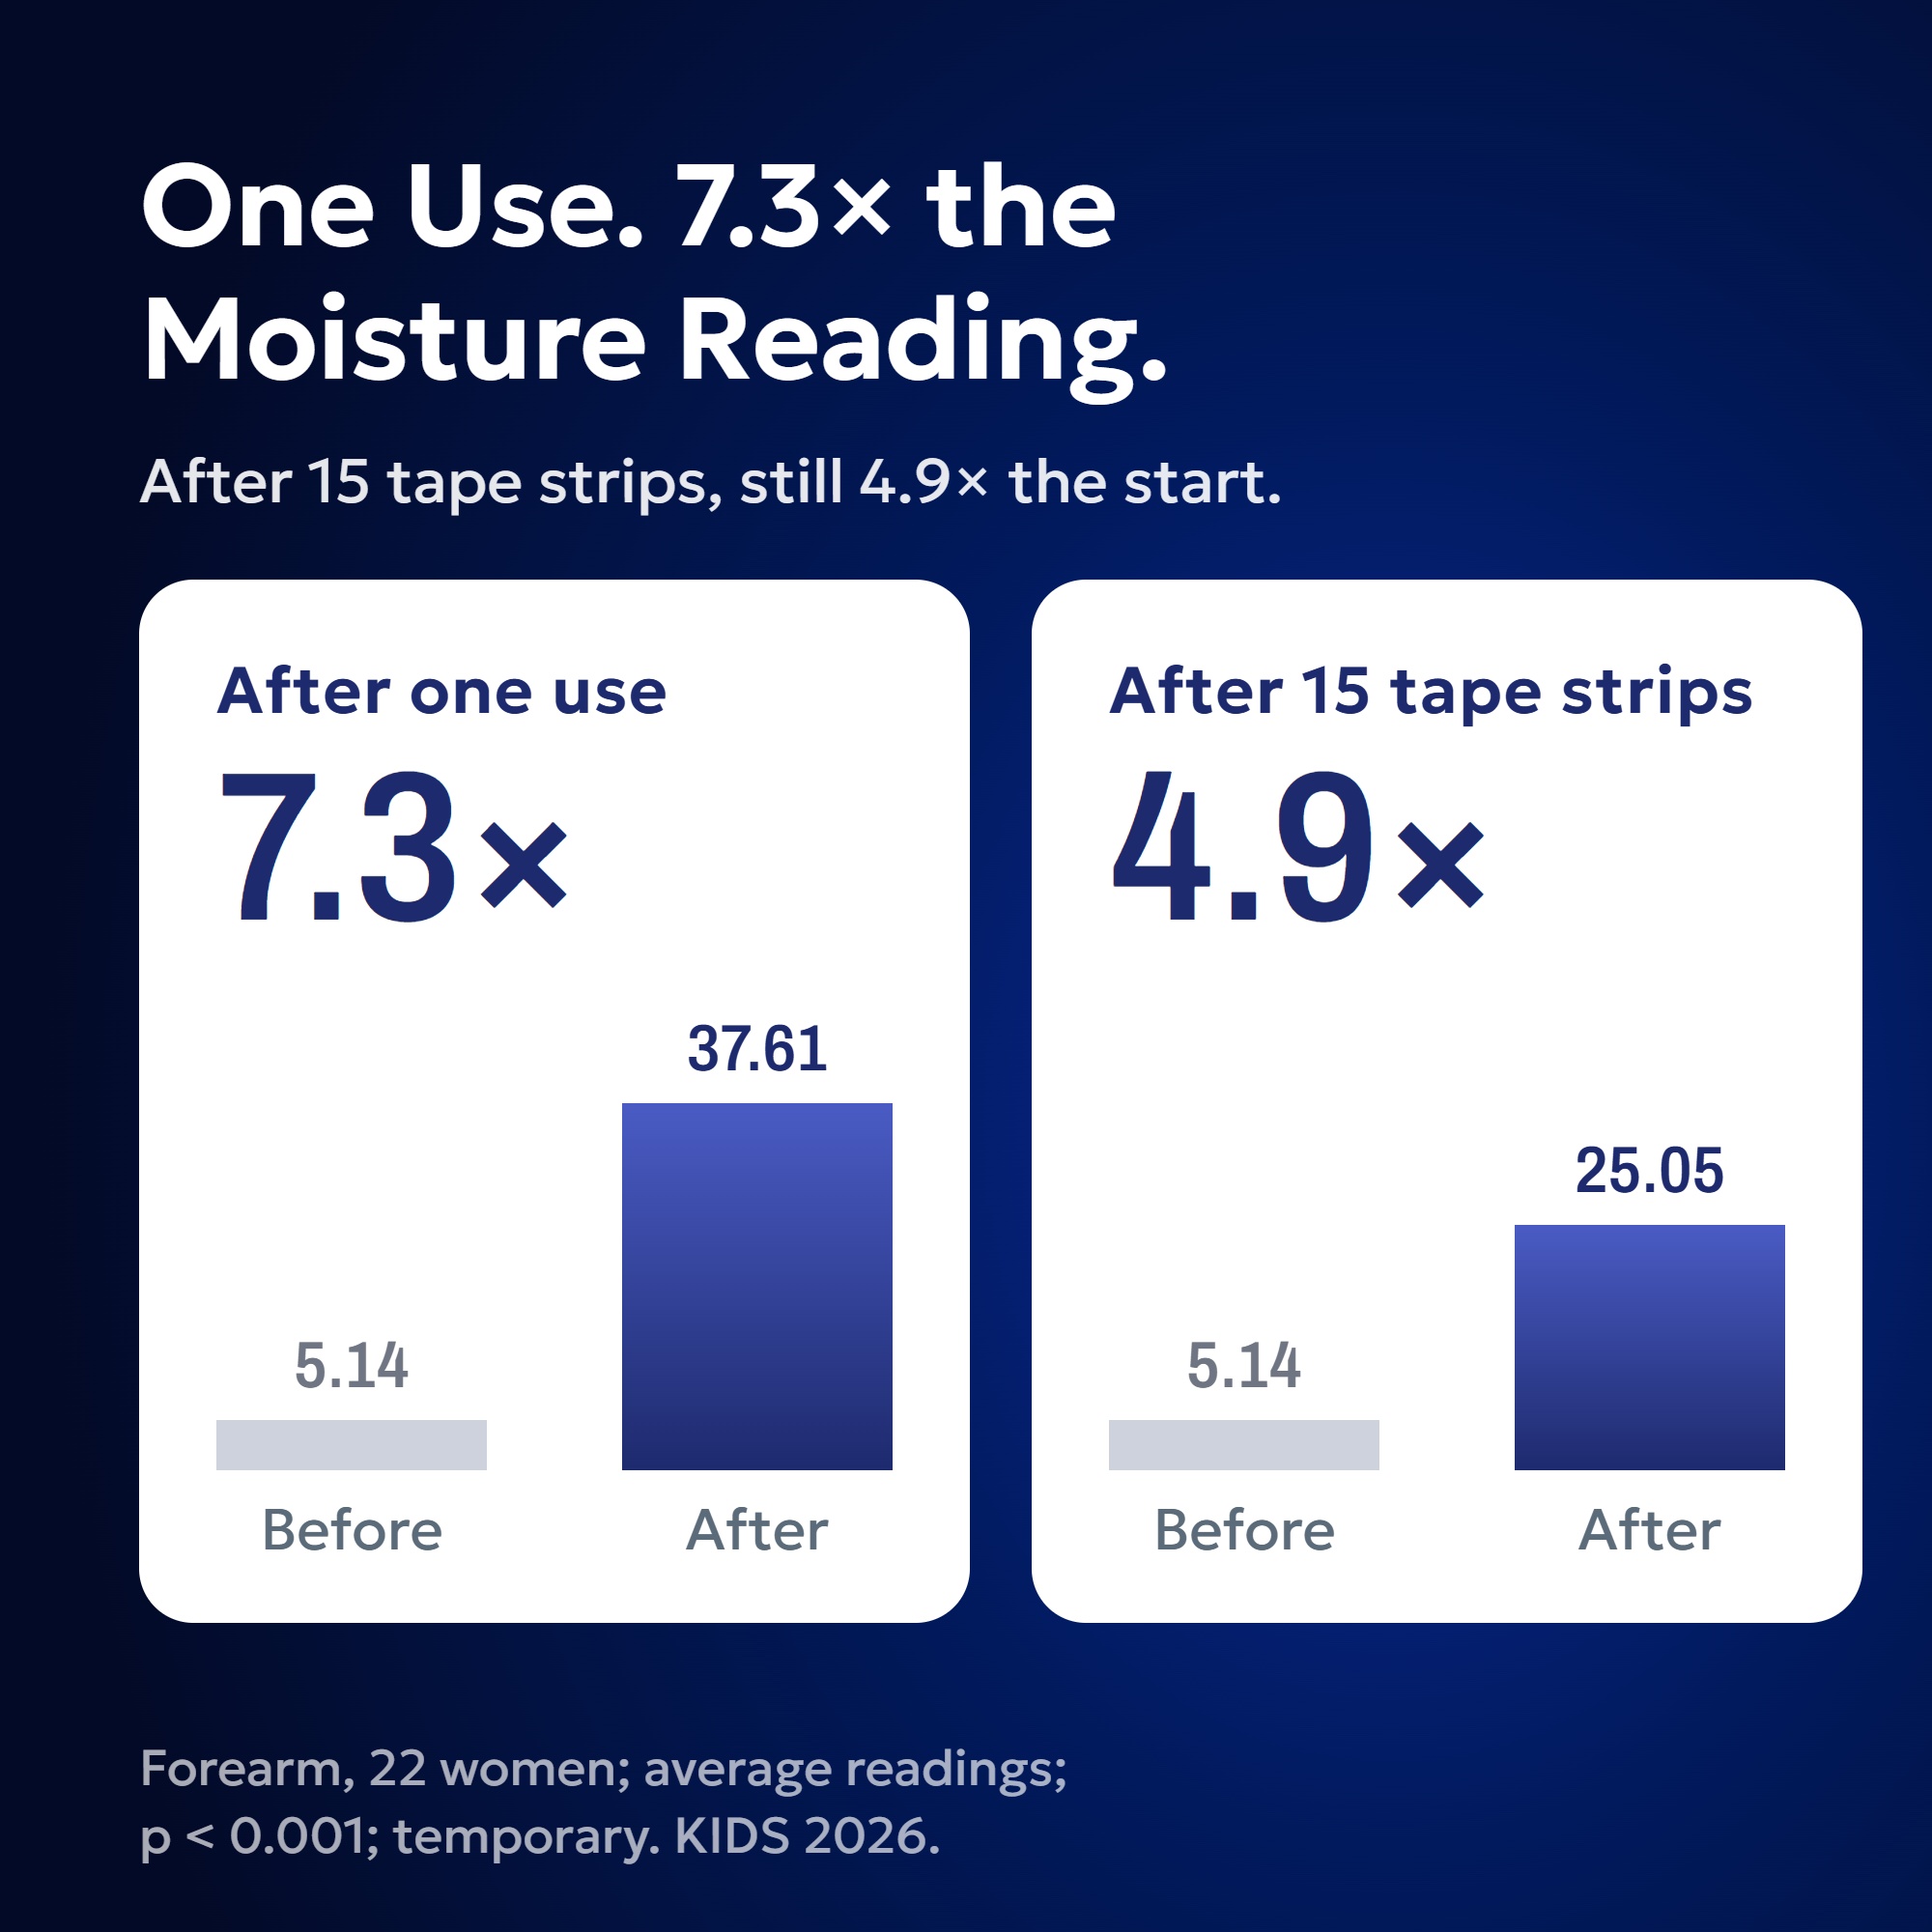 One Use. 7.3× the
Moisture Reading.
After 15 tape strips, still 4.9× the start.
After one use
7.3×
37.61
5.14
Before
After
After 15 tape strips
4.9×
25.05
5.14
Before
After
Forearm, 22 women; average readings;
p < 0.001; temporary. KIDS 2026.